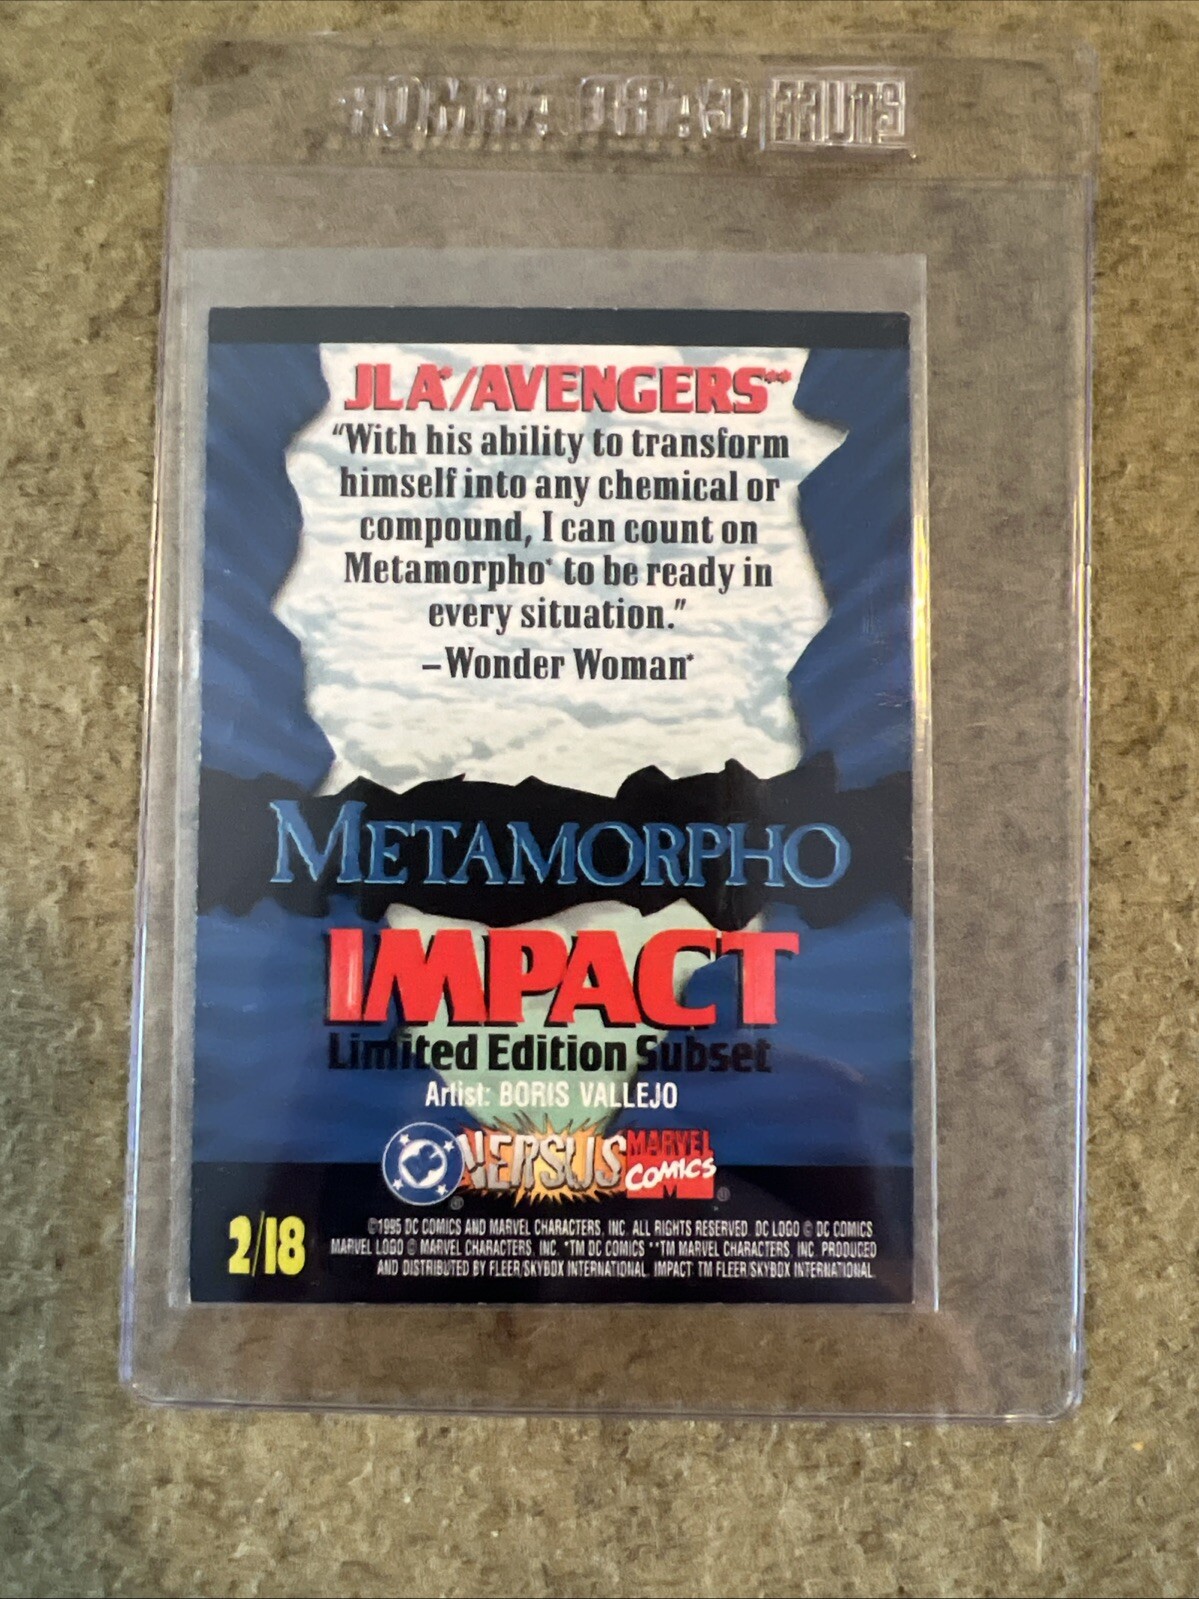 JLA*/AVENGERS**
“With his ability to transform
himself into any chemical or
compound, I can count on
Metamorpho* to be ready in
every situation.”
–Wonder Woman*
METAMORPHO
IMPACT
Limited Edition Subset
Artist: BORIS VALLEJO
DC VERSUS MARVEL
COMICS
® ®
2/18
©1995 DC COMICS AND MARVEL CHARACTERS, INC. ALL RIGHTS RESERVED. DC LOGO © DC COMICS
MARVEL LOGO © MARVEL CHARACTERS, INC. *TM DC COMICS **TM MARVEL CHARACTERS, INC. PRODUCED
AND DISTRIBUTED BY FLEER/SKYBOX INTERNATIONAL. IMPACT TM FLEER/SKYBOX INTERNATIONAL.